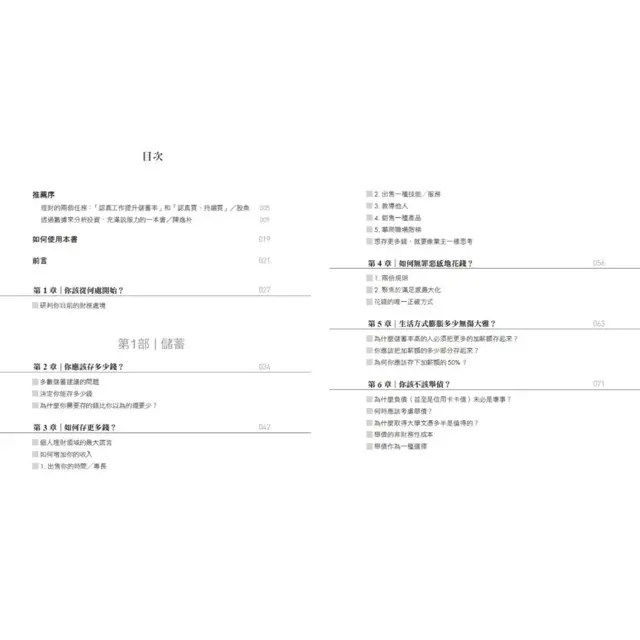 目次
推薦序
理財的兩個任務：「認真工作提升儲蓄率」和「認真買、持續買」／股魚 005
透過數據來分析投資，充滿說服力的一本書／陳逸朴 009
如何使用本書 019
前言 021
第 1 章｜你該從何處開始？ 027
研判你目前的財務處境
第1部｜儲蓄
第 2 章｜你應該存多少錢？ 034
多數儲蓄建議的問題
決定你能存多少錢
為什麼你需要存的錢比你以為的還要少？
第 3 章｜如何存更多錢？ 042
個人理財領域的最大謊言
如何增加你的收入
1. 出售你的時間／專長
2. 出售一種技能／服務
3. 教導他人
4. 銷售一種產品
5. 攀爬職場階梯
想存更多錢，就要像業主一樣思考
第 4 章｜如何無罪惡感地花錢？ 056
1. 兩倍規則
2. 聚焦於滿足感最大化
花錢的唯一正確方式
第 5 章｜生活方式膨脹多少無傷大雅？ 063
為什麼儲蓄率高的人必須把更多的加薪額存起來？
你應該把加薪額的多少部分存起來？
為何你應該存下加薪額的 50%？
第 6 章｜你該不該舉債？ 071
為什麼負債（甚至是信用卡卡債）未必是壞事？
何時應該考慮舉債？
為什麼取得大學文憑多半是值得的？
舉債的非財務性成本
舉債作為一種選擇